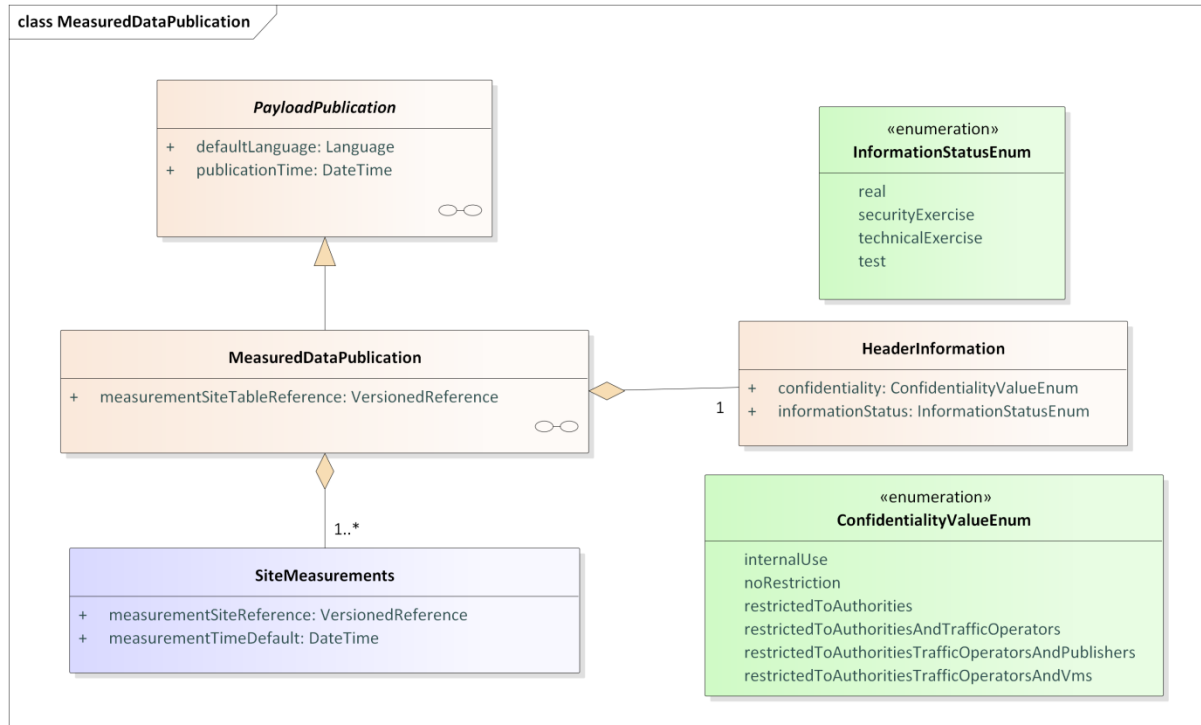 class MeasuredDataPublication
PayloadPublication
+ defaultLanguage: Language
+ publicationTime: DateTime
«enumeration»
InformationStatusEnum
real
securityExercise
technicalExercise
test
MeasuredDataPublication
+ measurementSiteTableReference: VersionedReference
HeaderInformation
+ confidentiality: ConfidentialityValueEnum
+ informationStatus: InformationStatusEnum
1
1..*
SiteMeasurements
+ measurementSiteReference: VersionedReference
+ measurementTimeDefault: DateTime
«enumeration»
ConfidentialityValueEnum
internalUse
noRestriction
restrictedToAuthorities
restrictedToAuthoritiesAndTrafficOperators
restrictedToAuthoritiesTrafficOperatorsAndPublishers
restrictedToAuthoritiesTrafficOperatorsAndVms